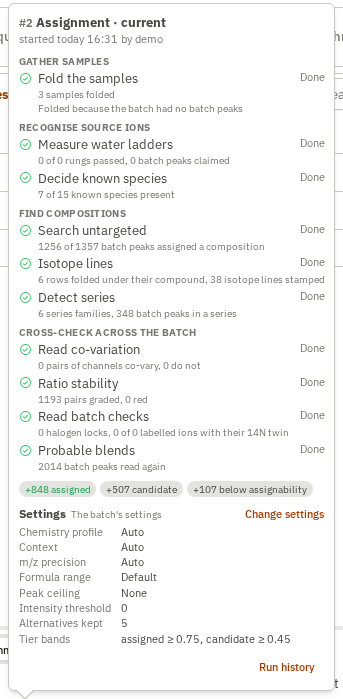 #2 Assignment · current
started today 16:31 by demo
GATHER SAMPLES
Fold the samples Done
3 samples folded
Folded because the batch had no batch peaks
RECOGNISE SOURCE IONS
Measure water ladders Done
0 of 0 rungs passed, 0 batch peaks claimed
Decide known species Done
7 of 15 known species present
FIND COMPOSITIONS
Search untargeted Done
1256 of 1357 batch peaks assigned a composition
Isotope lines Done
6 rows folded under their compound, 38 isotope lines stamped
Detect series Done
6 series families, 348 batch peaks in a series
CROSS-CHECK ACROSS THE BATCH
Read co-variation Done
0 pairs of channels co-vary, 0 do not
Ratio stability Done
1193 pairs graded, 0 red
Read batch checks Done
0 halogen locks, 0 of 0 labelled ions with their 14N twin
Probable blends Done
2014 batch peaks read again
+848 assigned +507 candidate +107 below assignability
Settings The batch's settings Change settings
Chemistry profile Auto
Context Auto
m/z precision Auto
Formula range Default
Peak ceiling None
Intensity threshold 0
Alternatives kept 5
Tier bands assigned ≥ 0.75, candidate ≥ 0.45
Run history